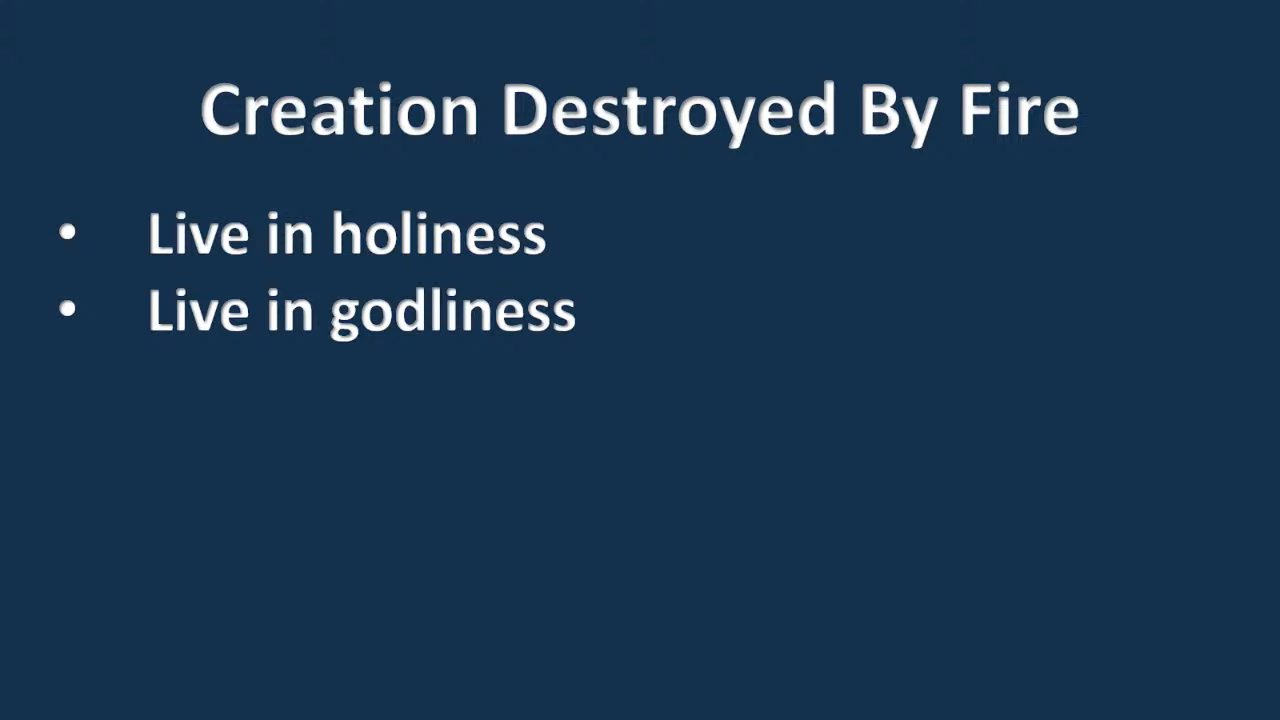 Creation Destroyed By Fire
• Live in holiness
• Live in godliness